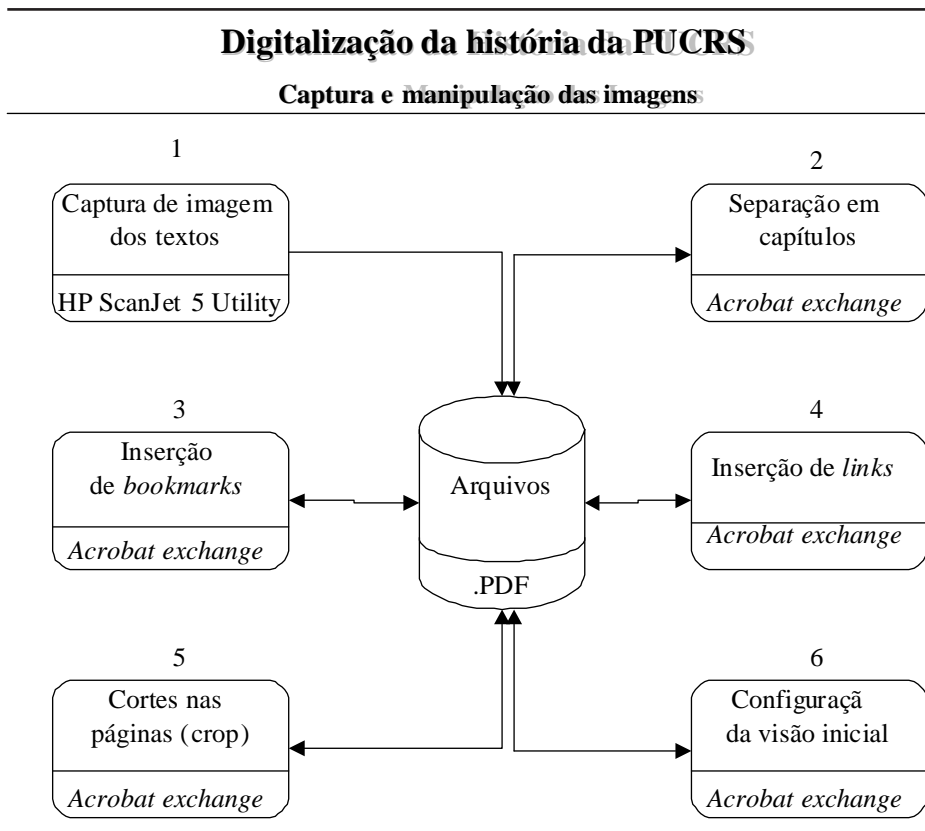 Digitalização da história da PUCRS
Captura e manipulação das imagens
1
Captura de imagem
dos textos
HP ScanJet 5 Utility
2
Separação em
capítulos
Acrobat exchange
3
Inserção
de bookmarks
Acrobat exchange
Arquivos
.PDF
4
Inserção de links
Acrobat exchange
5
Cortes nas
páginas (crop)
Acrobat exchange
6
Configuraçã
da visão inicial
Acrobat exchange